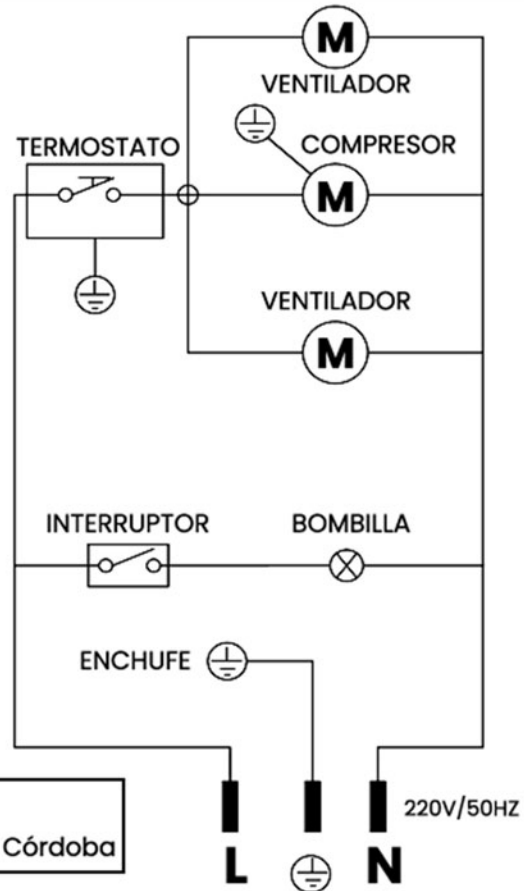 M
VENTILADOR
TERMOSTATO
COMPRESOR
M
VENTILADOR
M
INTERRUPTOR
BOMBILLA
ENCHUFE
220V/50HZ
Córdoba
L
N